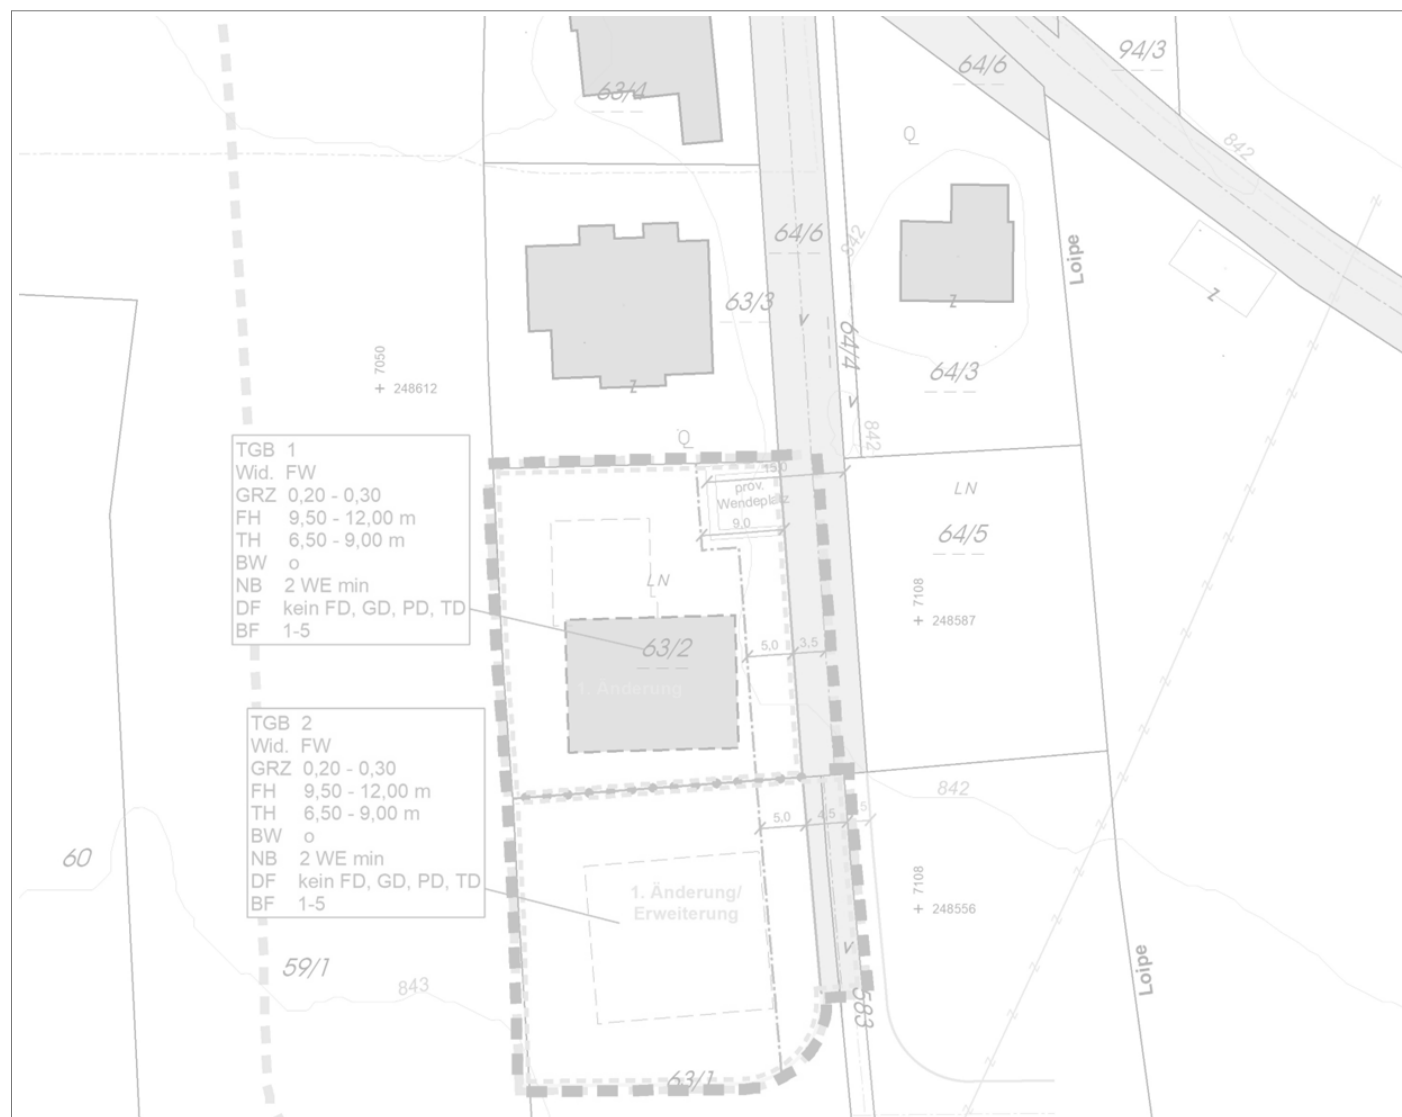 94/3
64/6
63/4
Q
842
64/6
842
Loipe
63/3
Z
Z
64/4
V
7050
+ 248612
64/3
Z
V
842
Q
TGB 1
Wid. FW
GRZ 0,20 - 0,30
FH 9,50 - 12,00 m
TH 6,50 - 9,00 m
BW o
NB 2 WE min
DF kein FD, GD, PD, TD
BF 1-5
15,0
prov.
Wendeplatz
9,0
LN
LN
64/5
7108
+ 248587
63/2
5,0
3,5
1. Änderung
TGB 2
Wid. FW
GRZ 0,20 - 0,30
FH 9,50 - 12,00 m
TH 6,50 - 9,00 m
BW o
NB 2 WE min
DF kein FD, GD, PD, TD
BF 1-5
842
5,0
4,5
60
1. Änderung/
Erweiterung
7108
+ 248556
V
59/1
843
583
Loipe
63/1